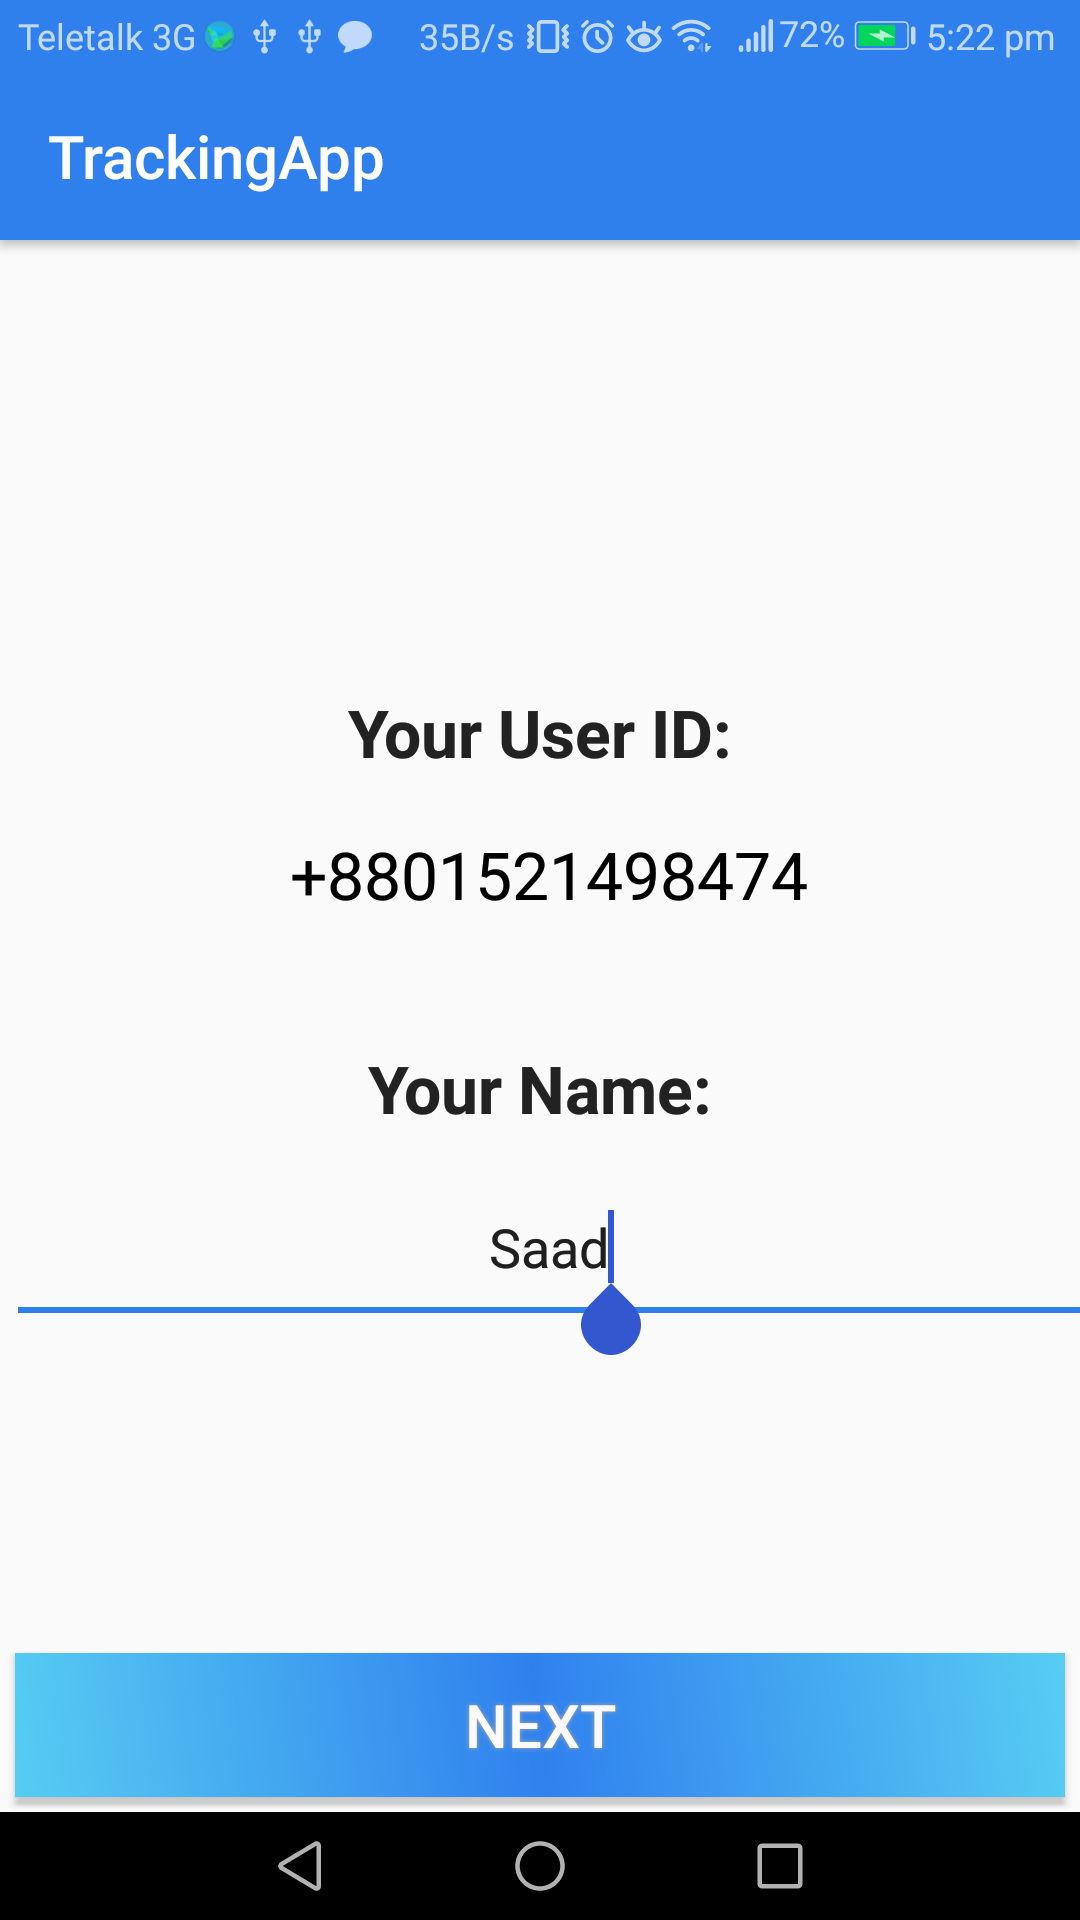 Teletalk 3G 35B/s 72% 5:22 pm
TrackingApp
Your User ID:
+8801521498474
Your Name:
Saad
NEXT